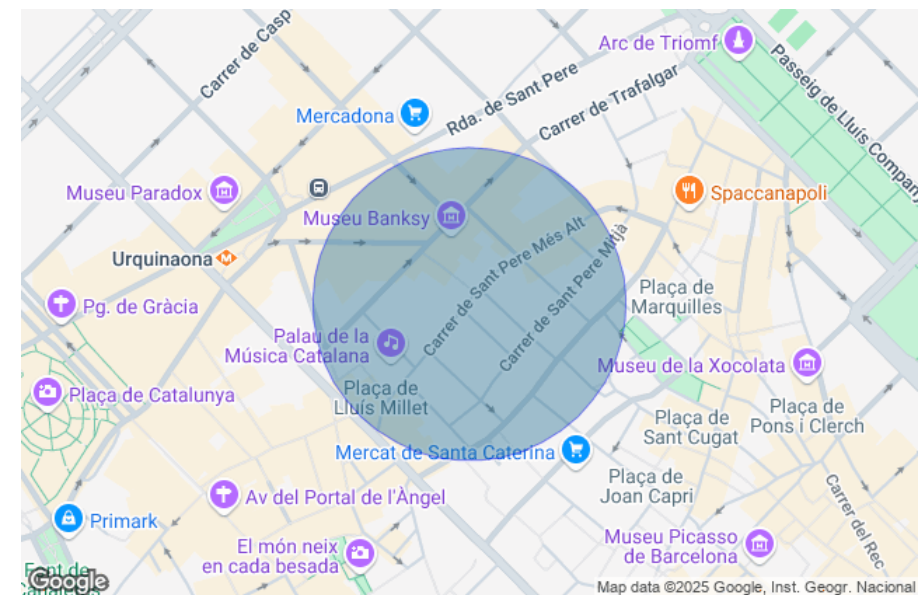 Carrer de Casp
Arc de Triomf
Passeig de Lluís Company
Mercadona
Rda. de Sant Pere
Carrer de Trafalgar
Museu Paradox
Spaccanapoli
Museu Banksy
Carrer de Sant Pere Més Alt
Carrer de Sant Pere Mitjà
Urquinaona
Plaça de
Marquilles
Pg. de Gràcia
Palau de la
Música Catalana
Museu de la Xocolata
Plaça de Catalunya
Plaça de
Lluís Millet
Plaça de
Pons i Clerch
Plaça de
Sant Cugat
Mercat de Santa Caterina
Plaça de
Joan Capri
Av del Portal de l'Àngel
Carrer del Rec
Primark
El món neix
en cada besada
Museu Picasso
de Barcelona
Font de
Google
Map data ©2025 Google, Inst. Geogr. Nacional